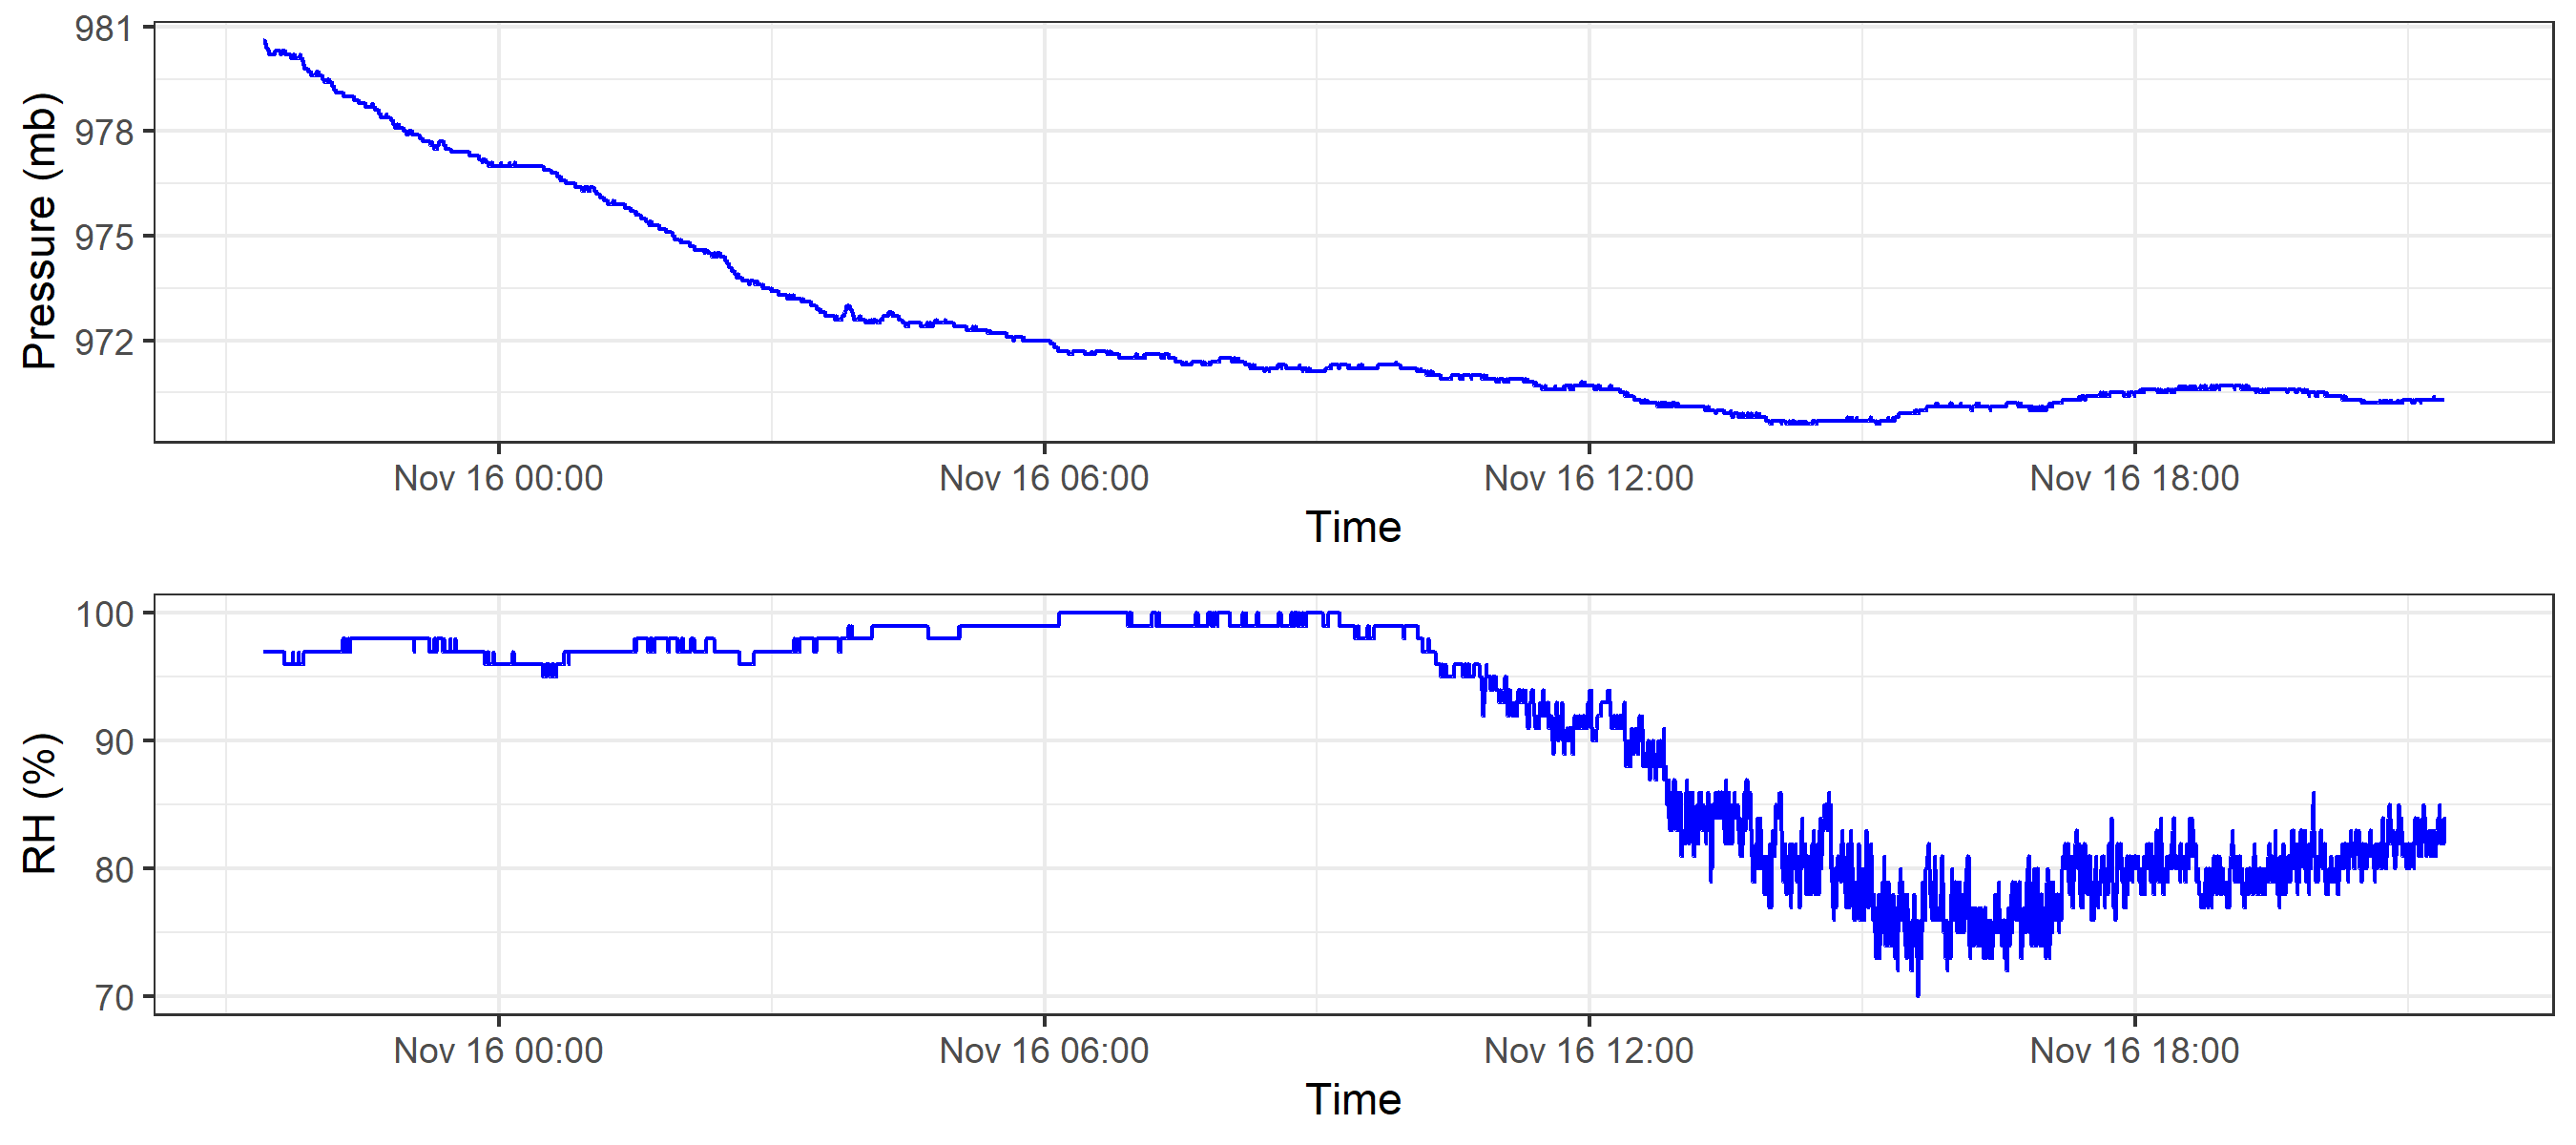 Pressure (mb)
981
978
975
972
Nov 16 00:00
Nov 16 06:00
Nov 16 12:00
Nov 16 18:00
Time
RH (%)
100
90
80
70
Nov 16 00:00
Nov 16 06:00
Nov 16 12:00
Nov 16 18:00
Time